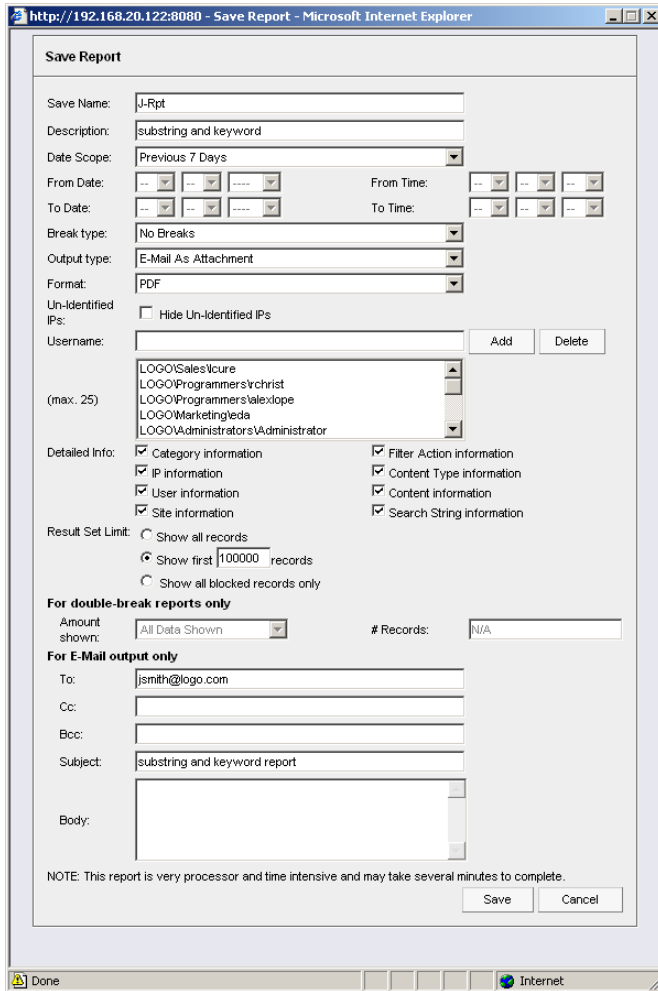 http://192.168.20.122:8080 - Save Report - Microsoft Internet Explorer
Save Report
Save Name: J-Rpt
Description: substring and keyword
Date Scope: Previous 7 Days
From Date: -- -- ---- From Time: -- -- --
To Date: -- -- ---- To Time: -- -- --
Break type: No Breaks
Output type: E-Mail As Attachment
Format: PDF
Un-Identified
IPs: Hide Un-Identified IPs
Username: Add Delete
LOGO\Sales\lcure
LOGO\Programmers\rchrist
(max. 25) LOGO\Programmers\alexlope
LOGO\Marketing\eda
LOGO\Administrators\Administrator
Detailed Info: Category information Filter Action information
IP information Content Type information
User information Content information
Site information Search String information
Result Set Limit: Show all records
Show first 100000 records
Show all blocked records only
For double-break reports only
Amount
shown: All Data Shown # Records: N/A
For E-Mail output only
To: jsmith@logo.com
Cc:
Bcc:
Subject: substring and keyword report
Body:
NOTE: This report is very processor and time intensive and may take several minutes to complete.
Save Cancel
Done Internet